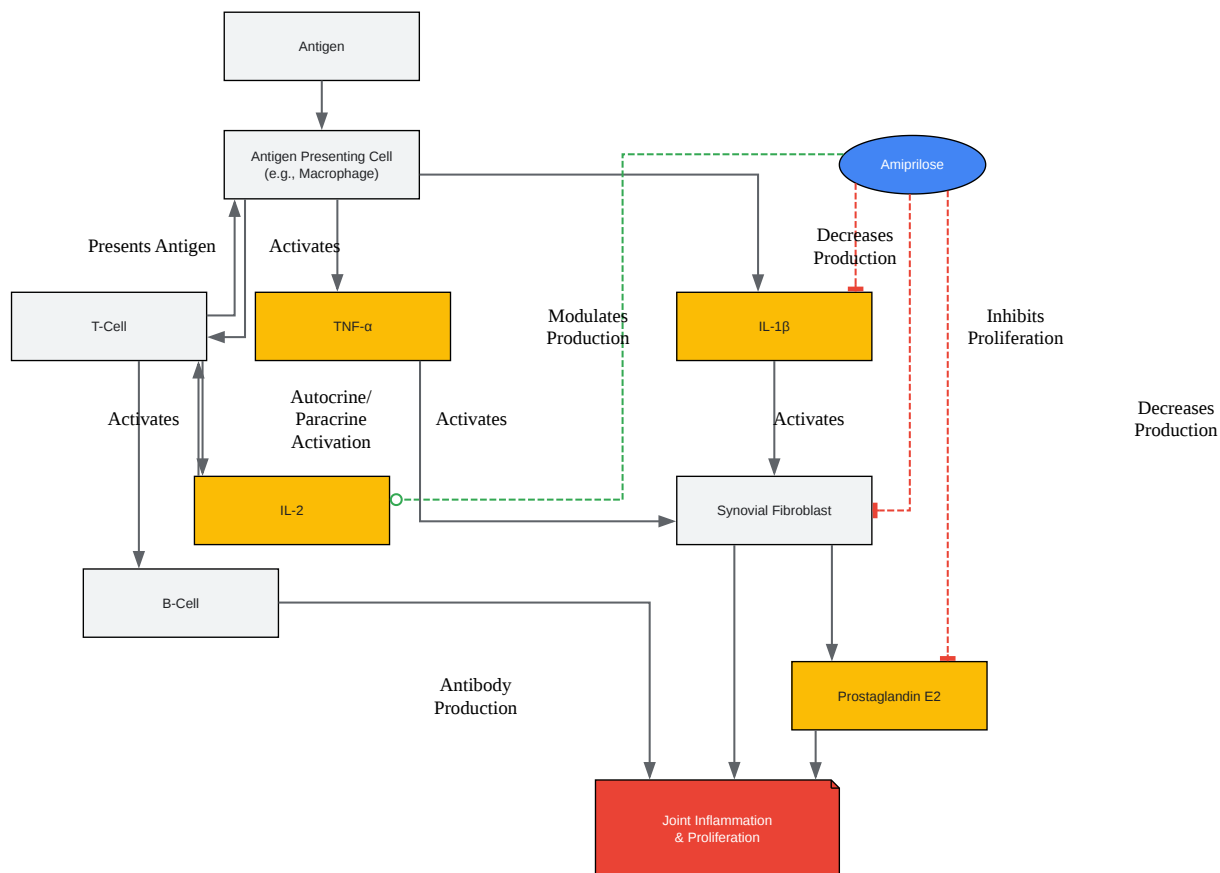 Antigen
Antigen Presenting Cell
(e.g., Macrophage)
Amiprilose
Presents Antigen
Activates
Decreases
Production
T-Cell
TNF-α
Modulates
Production
IL-1β
Inhibits
Proliferation
Activates
Autocrine/
Paracrine
Activation
Activates
Activates
Decreases
Production
IL-2
Synovial Fibroblast
B-Cell
Antibody
Production
Prostaglandin E2
Joint Inflammation
& Proliferation